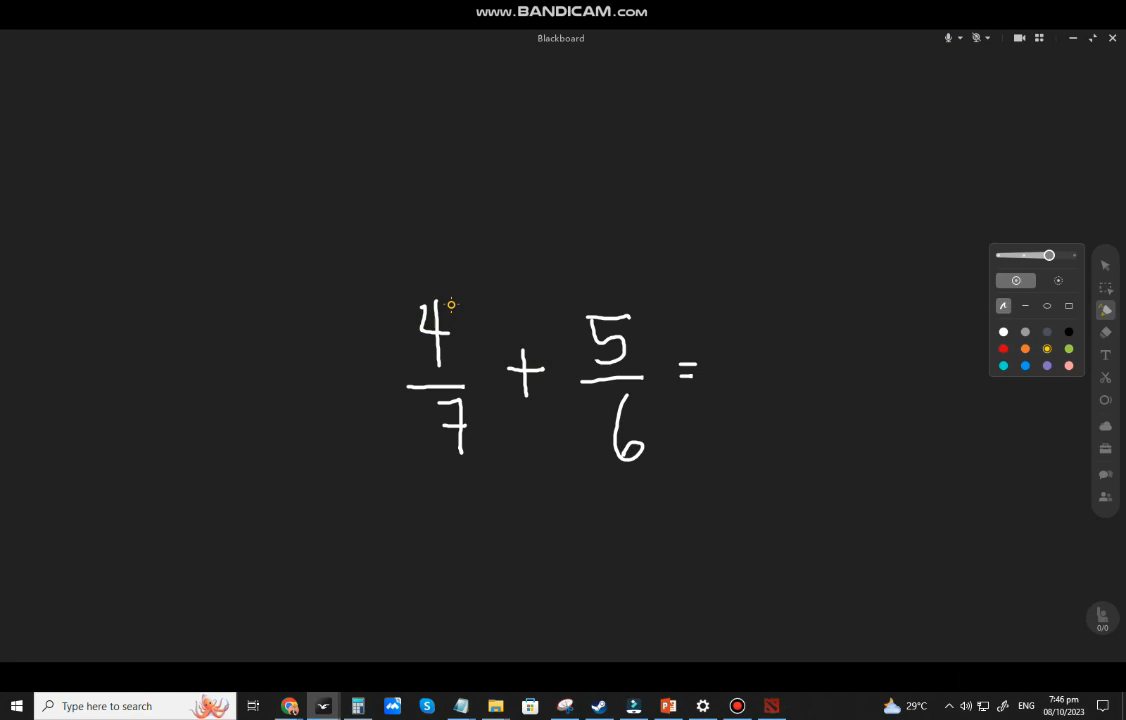 www.BANDICAM.com
Blackboard
4/7 + 5/6 =
0/0
Type here to search
29°C
ENG
7:46 pm
08/10/2023